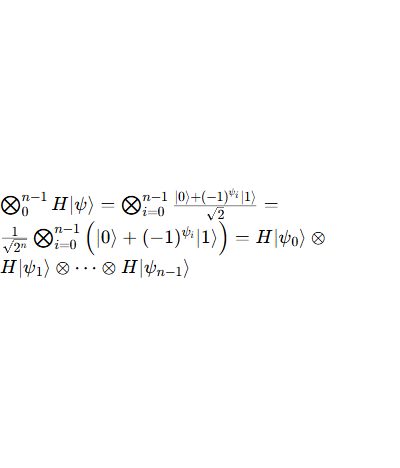 ⨂₀ⁿ⁻¹ H|ψ⟩ = ⨂ᵢ₌₀ⁿ⁻¹ (|0⟩+(−1)^{ψᵢ}|1⟩)/√2 =
1/√(2ⁿ) ⨂ᵢ₌₀ⁿ⁻¹ (|0⟩ + (−1)^{ψᵢ}|1⟩) = H|ψ₀⟩ ⊗
H|ψ₁⟩ ⊗ ⋯ ⊗ H|ψₙ₋₁⟩